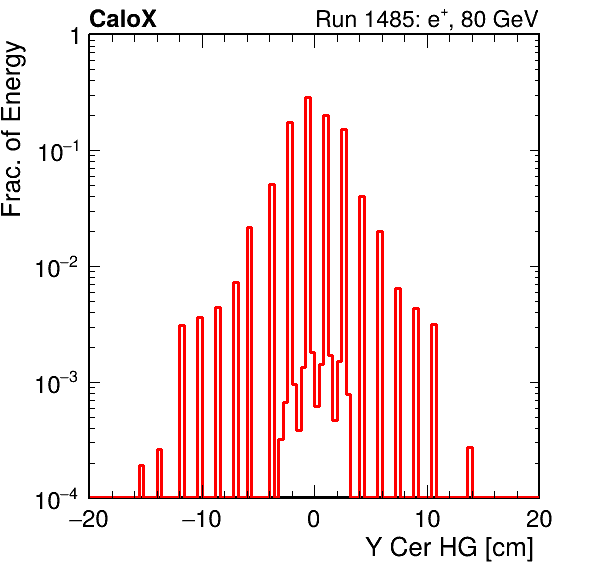 CaloX Run 1485: e⁺, 80 GeV
Frac. of Energy
1
10⁻¹
10⁻²
10⁻³
10⁻⁴
−20 −10 0 10 20
Y Cer HG [cm]